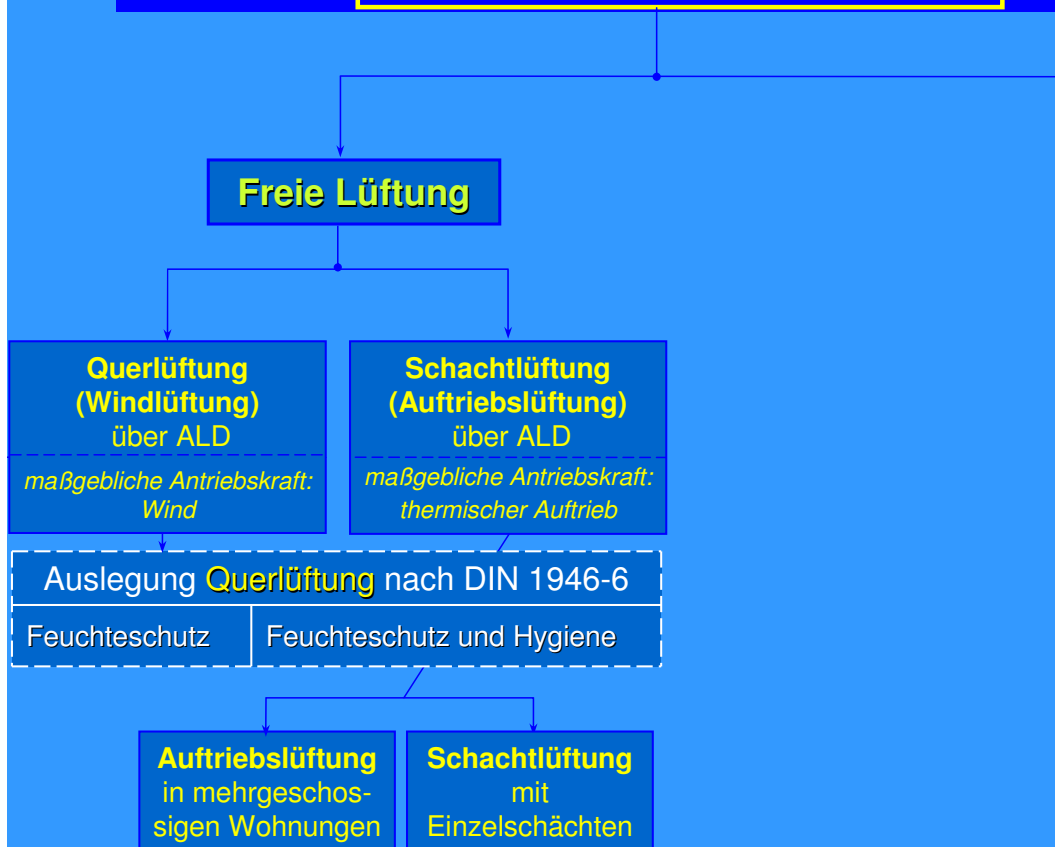 Freie Lüftung
Querlüftung
(Windlüftung)
über ALD
maßgebliche Antriebskraft:
Wind
Schachtlüftung
(Auftriebslüftung)
über ALD
maßgebliche Antriebskraft:
thermischer Auftrieb
Auslegung Querlüftung nach DIN 1946-6
Feuchteschutz
Feuchteschutz und Hygiene
Auftriebslüftung
in mehrgeschos-
sigen Wohnungen
Schachtlüftung
mit
Einzelschächten